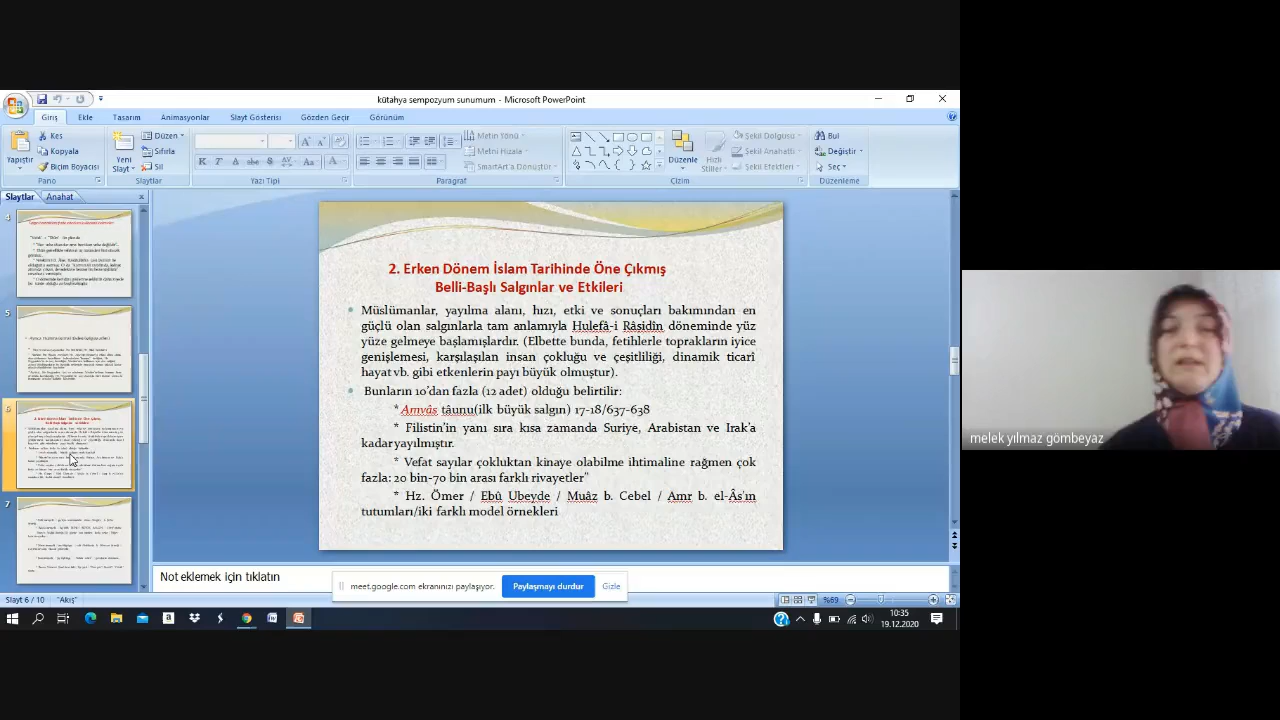 kütahya sempozyum sunumum - Microsoft PowerPoint
Giriş Ekle Tasarım Animasyonlar Slayt Gösterisi Gözden Geçir Görünüm
Yapıştır
Kes
Kopyala
Biçim Boyacısı
Pano
Yeni Slayt
Düzen
Sıfırla
Sil
Slaytlar
Yazı Tipi
Metin Yönü
Metni Hizala
SmartArt'a Dönüştür
Paragraf
Düzenle
Hızlı Stiller
Şekil Dolgusu
Şekil Anahattı
Şekil Efektleri
Çizim
Bul
Değiştir
Seç
Düzenleme
Slaytlar Anahat
4
5
6
7
2. Erken Dönem İslam Tarihinde Öne Çıkmış
Belli-Başlı Salgınlar ve Etkileri
Müslümanlar, yayılma alanı, hızı, etki ve sonuçları bakımından en
güçlü olan salgınlarla tam anlamıyla Hulefâ-i Râşidîn döneminde yüz
yüze gelmeye başlamışlardır. (Elbette bunda, fetihlerle toprakların iyice
genişlemesi, karşılaşılan insan çokluğu ve çeşitliliği, dinamik ticari
hayat vb. gibi etkenlerin payı büyük olmuştur).
Bunların 10'dan fazla (12 adet) olduğu belirtilir:
*Amvâs tâunu(ilk büyük salgın) 17-18/637-638
* Filistin'in yanı sıra kısa zamanda Suriye, Arabistan ve Irak'a
kadar yayılmıştır.
* Vefat sayıları "çokluktan kinaye olabilme ihtimaline rağmen çok
fazla: 20 bin-70 bin arası farklı rivayetler"
* Hz. Ömer / Ebû Ubeyde / Muâz b. Cebel / Amr b. el-Âs'ın
tutumları/iki farklı model örnekleri
Not eklemek için tıklatın
meet.google.com ekranınızı paylaşıyor. Paylaşmayı durdur Gizle
Slayt 6 / 10 "Akış" %69
10:35
19.12.2020
melek yılmaz gömbeyaz